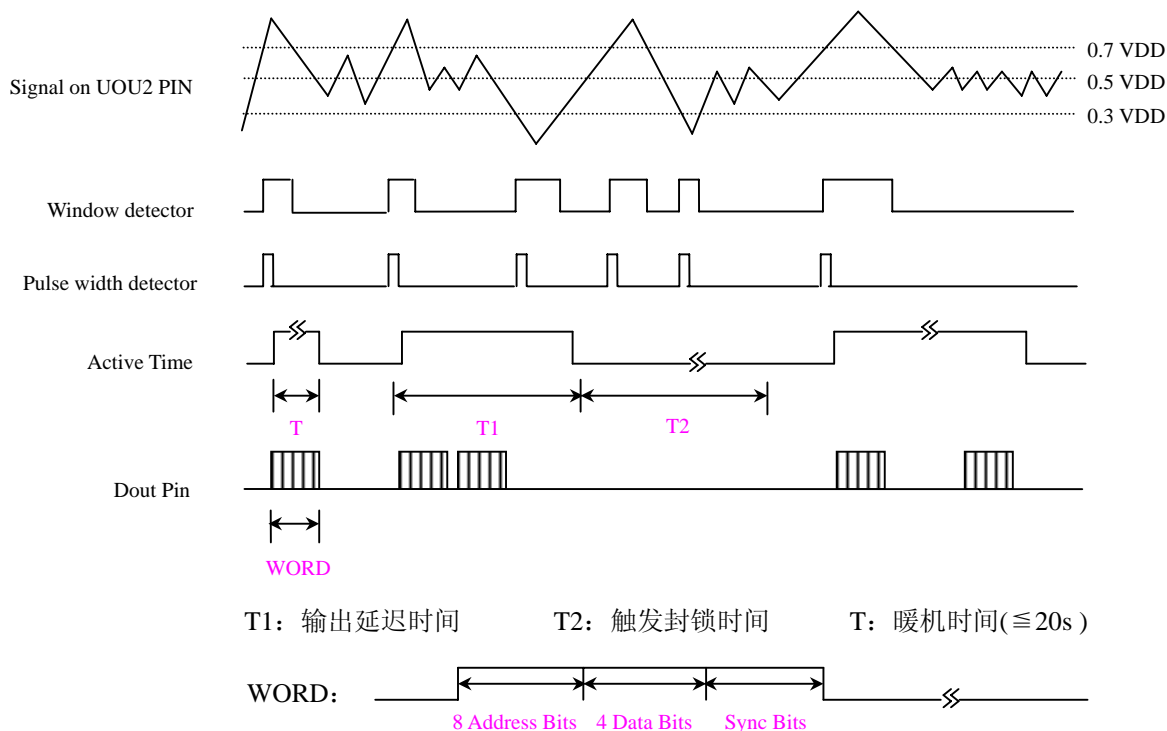 0.7 VDD
Signal on UOU2 PIN
0.5 VDD
0.3 VDD
Window detector
Pulse width detector
Active Time
T
T1
T2
Dout Pin
WORD
T1：输出延迟时间 T2：触发封锁时间 T：暖机时间(≦20s )
WORD：
8 Address Bits 4 Data Bits Sync Bits